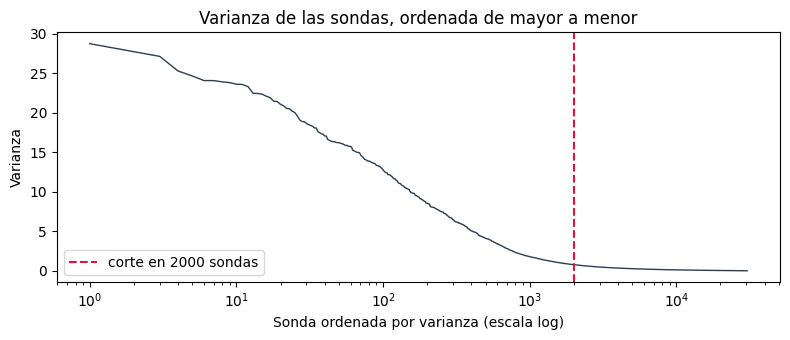 Varianza de las sondas, ordenada de mayor a menor
Varianza
30
25
20
15
10
5
0
corte en 2000 sondas
10⁰ 10¹ 10² 10³ 10⁴
Sonda ordenada por varianza (escala log)